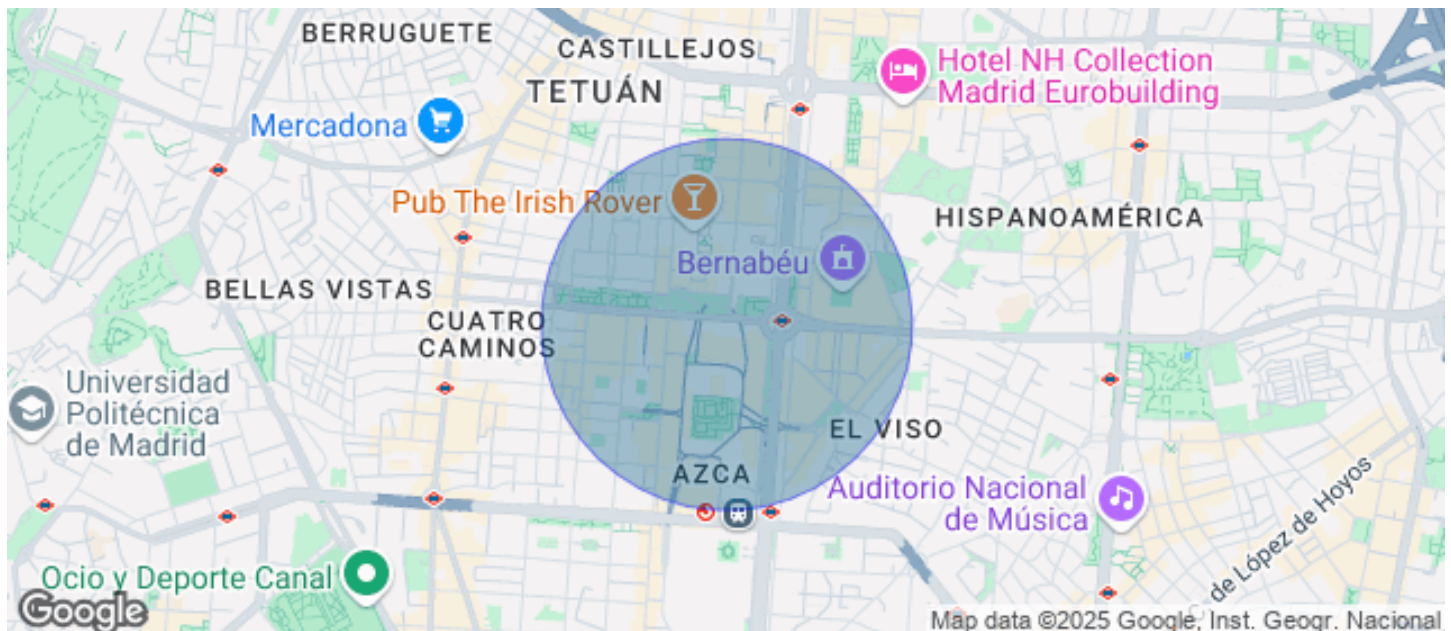 BERRUGUETE
CASTILLEJOS
TETUÁN
Hotel NH Collection
Madrid Eurobuilding
Mercadona
Pub The Irish Rover
HISPANOAMÉRICA
Bernabéu
BELLAS VISTAS
CUATRO
CAMINOS
Universidad
Politécnica
de Madrid
EL VISO
AZCA
Auditorio Nacional
de Música
C. de López de Hoyos
Ocio y Deporte Canal
Google
Map data ©2025 Google, Inst. Geogr. Nacional